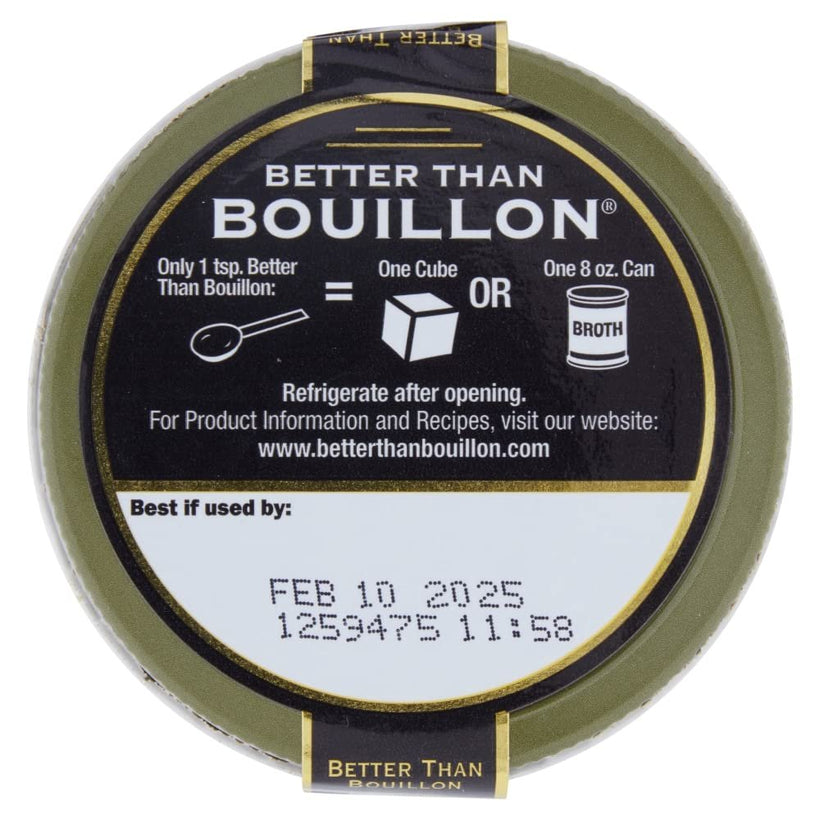 BETTER THAN
BETTER THAN
BOUILLON®
Only 1 tsp. Better
Than Bouillon:
=
One Cube
OR
One 8 oz. Can
BROTH
Refrigerate after opening.
For Product Information and Recipes, visit our website:
www.betterthanbouillon.com
Best if used by:
FEB 10 2025
1259475 11:58
BETTER THAN
BOUILLON